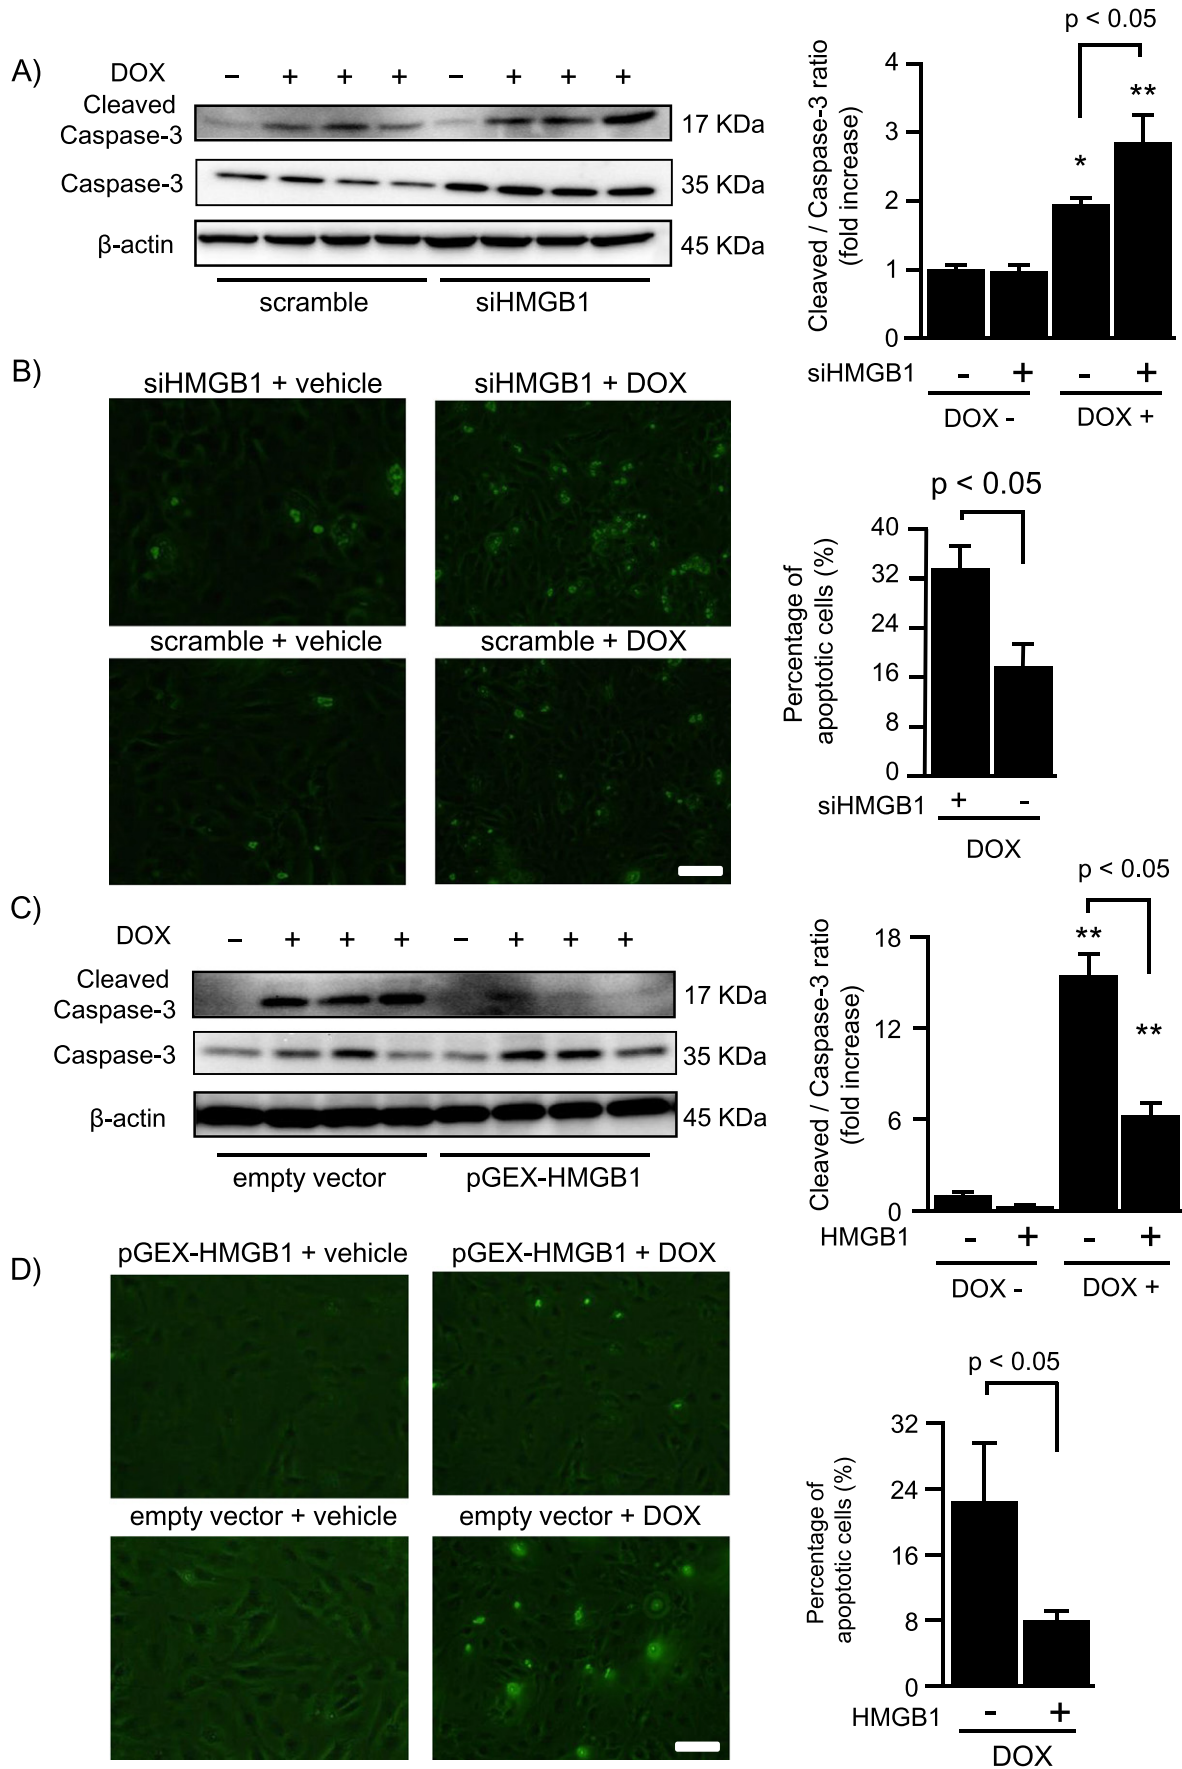 A)
DOX
– + + + – + + +
Cleaved
Caspase-3
17 KDa
Caspase-3
35 KDa
β-actin
45 KDa
scramble
siHMGB1
p < 0.05
Cleaved / Caspase-3 ratio
(fold increase)
4
3
2
1
0
*
**
siHMGB1
- + - +
DOX -
DOX +
B)
siHMGB1 + vehicle
siHMGB1 + DOX
scramble + vehicle
scramble + DOX
p < 0.05
Percentage of
apoptotic cells (%)
40
32
24
16
8
0
siHMGB1
+ -
DOX
C)
DOX
– + + + – + + +
Cleaved
Caspase-3
17 KDa
Caspase-3
35 KDa
β-actin
45 KDa
empty vector
pGEX-HMGB1
p < 0.05
Cleaved / Caspase-3 ratio
(fold increase)
18
12
6
0
**
**
HMGB1
- + - +
DOX -
DOX +
D)
pGEX-HMGB1 + vehicle
pGEX-HMGB1 + DOX
empty vector + vehicle
empty vector + DOX
p < 0.05
Percentage of
apoptotic cells (%)
32
24
16
8
0
HMGB1
- +
DOX